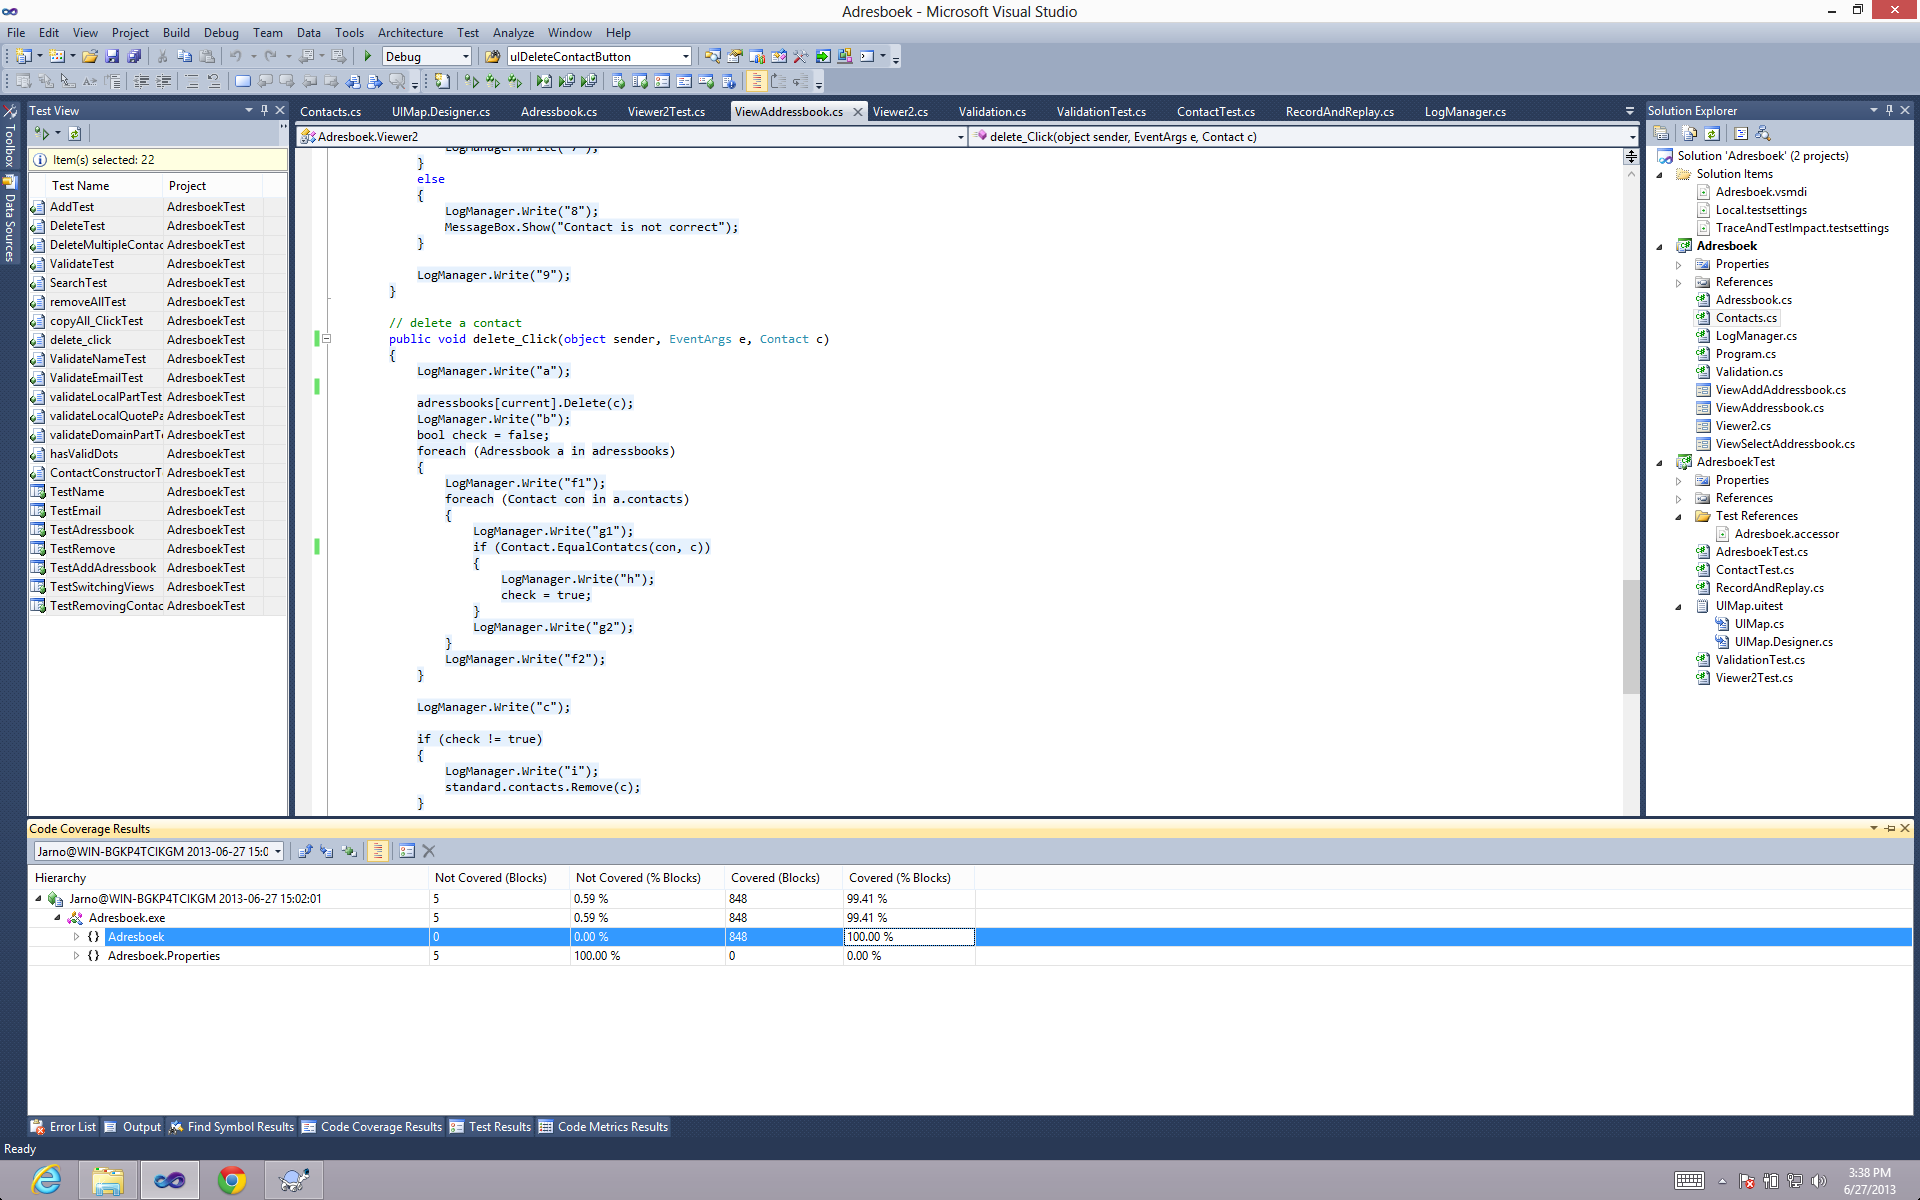 Adresboek - Microsoft Visual Studio
File Edit View Project Build Debug Team Data Tools Architecture Test Analyze Window Help
Debug uIDeleteContactButton
Toolbox
Data Sources
Test View
Item(s) selected: 22
Test Name Project
AddTest AdresboekTest
DeleteTest AdresboekTest
DeleteMultipleContac AdresboekTest
ValidateTest AdresboekTest
SearchTest AdresboekTest
removeAllTest AdresboekTest
copyAll_ClickTest AdresboekTest
delete_click AdresboekTest
ValidateNameTest AdresboekTest
ValidateEmailTest AdresboekTest
validateLocalPartTest AdresboekTest
validateLocalQuotePa AdresboekTest
validateDomainPartT AdresboekTest
hasValidDots AdresboekTest
ContactConstructorT AdresboekTest
TestName AdresboekTest
TestEmail AdresboekTest
TestAdressbook AdresboekTest
TestRemove AdresboekTest
TestAddAdressbook AdresboekTest
TestSwitchingViews AdresboekTest
TestRemovingContac AdresboekTest
Contacts.cs UIMap.Designer.cs Adressbook.cs Viewer2Test.cs ViewAddressbook.cs Viewer2.cs Validation.cs ValidationTest.cs ContactTest.cs RecordAndReplay.cs LogManager.cs
Adresboek.Viewer2 delete_Click(object sender, EventArgs e, Contact c)
LogManager.Write("7");
}
else
{
LogManager.Write("8");
MessageBox.Show("Contact is not correct");
}
LogManager.Write("9");
}
// delete a contact
public void delete_Click(object sender, EventArgs e, Contact c)
{
LogManager.Write("a");
adressbooks[current].Delete(c);
LogManager.Write("b");
bool check = false;
foreach (Adressbook a in adressbooks)
{
LogManager.Write("f1");
foreach (Contact con in a.contacts)
{
LogManager.Write("g1");
if (Contact.EqualContatcs(con, c))
{
LogManager.Write("h");
check = true;
}
LogManager.Write("g2");
}
LogManager.Write("f2");
}
LogManager.Write("c");
if (check != true)
{
LogManager.Write("i");
standard.contacts.Remove(c);
}
Solution Explorer
Solution 'Adresboek' (2 projects)
Solution Items
Adresboek.vsmdi
Local.testsettings
TraceAndTestImpact.testsettings
Adresboek
Properties
References
Adressbook.cs
Contacts.cs
LogManager.cs
Program.cs
Validation.cs
ViewAddAddressbook.cs
ViewAddressbook.cs
Viewer2.cs
ViewSelectAddressbook.cs
AdresboekTest
Properties
References
Test References
Adresboek.accessor
AdresboekTest.cs
ContactTest.cs
RecordAndReplay.cs
UIMap.uitest
UIMap.cs
UIMap.Designer.cs
ValidationTest.cs
Viewer2Test.cs
Code Coverage Results
Jarno@WIN-BGKP4TCIKGM 2013-06-27 15:0
Hierarchy Not Covered (Blocks) Not Covered (% Blocks) Covered (Blocks) Covered (% Blocks)
Jarno@WIN-BGKP4TCIKGM 2013-06-27 15:02:01 5 0.59 % 848 99.41 %
Adresboek.exe 5 0.59 % 848 99.41 %
{} Adresboek 0 0.00 % 848 100.00 %
{} Adresboek.Properties 5 100.00 % 0 0.00 %
Error List Output Find Symbol Results Code Coverage Results Test Results Code Metrics Results
Ready
3:38 PM
6/27/2013